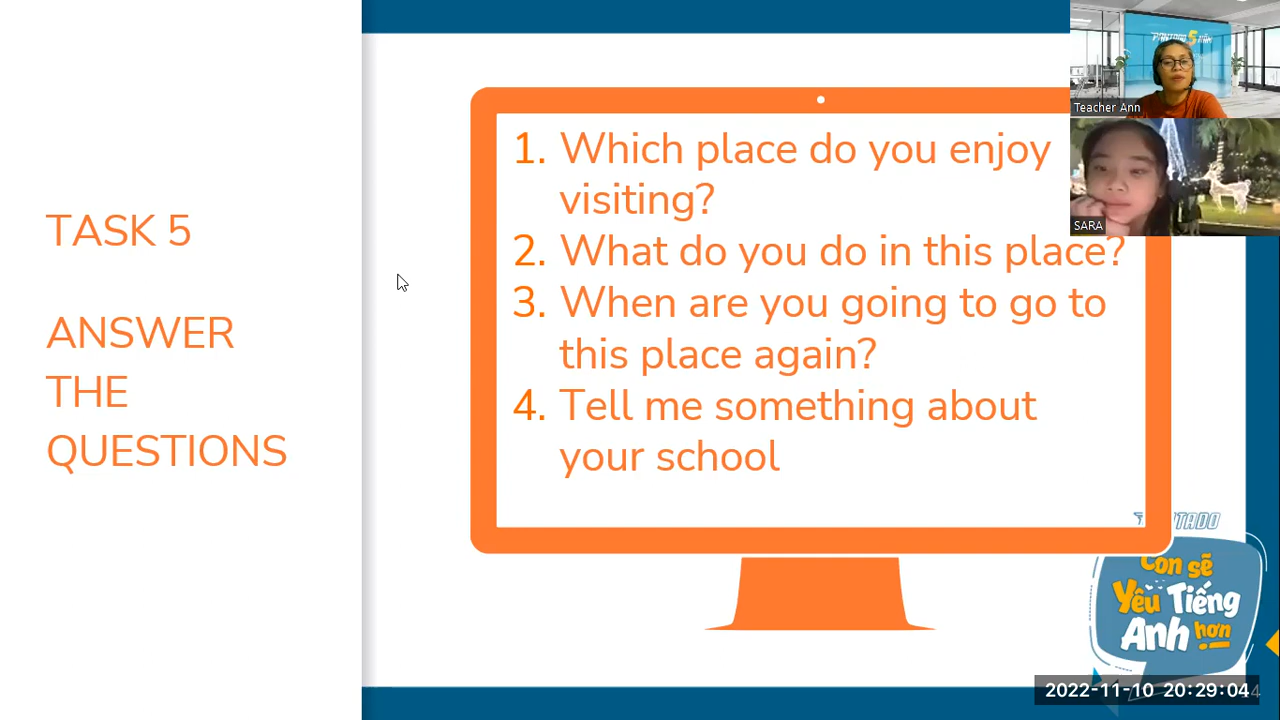 TASK 5
ANSWER
THE
QUESTIONS
1. Which place do you enjoy
visiting?
2. What do you do in this place?
3. When are you going to go to
this place again?
4. Tell me something about
your school
Teacher Ann
SARA
Con sẽ
Yêu Tiếng
Anh hơn
2022-11-10 20:29:04